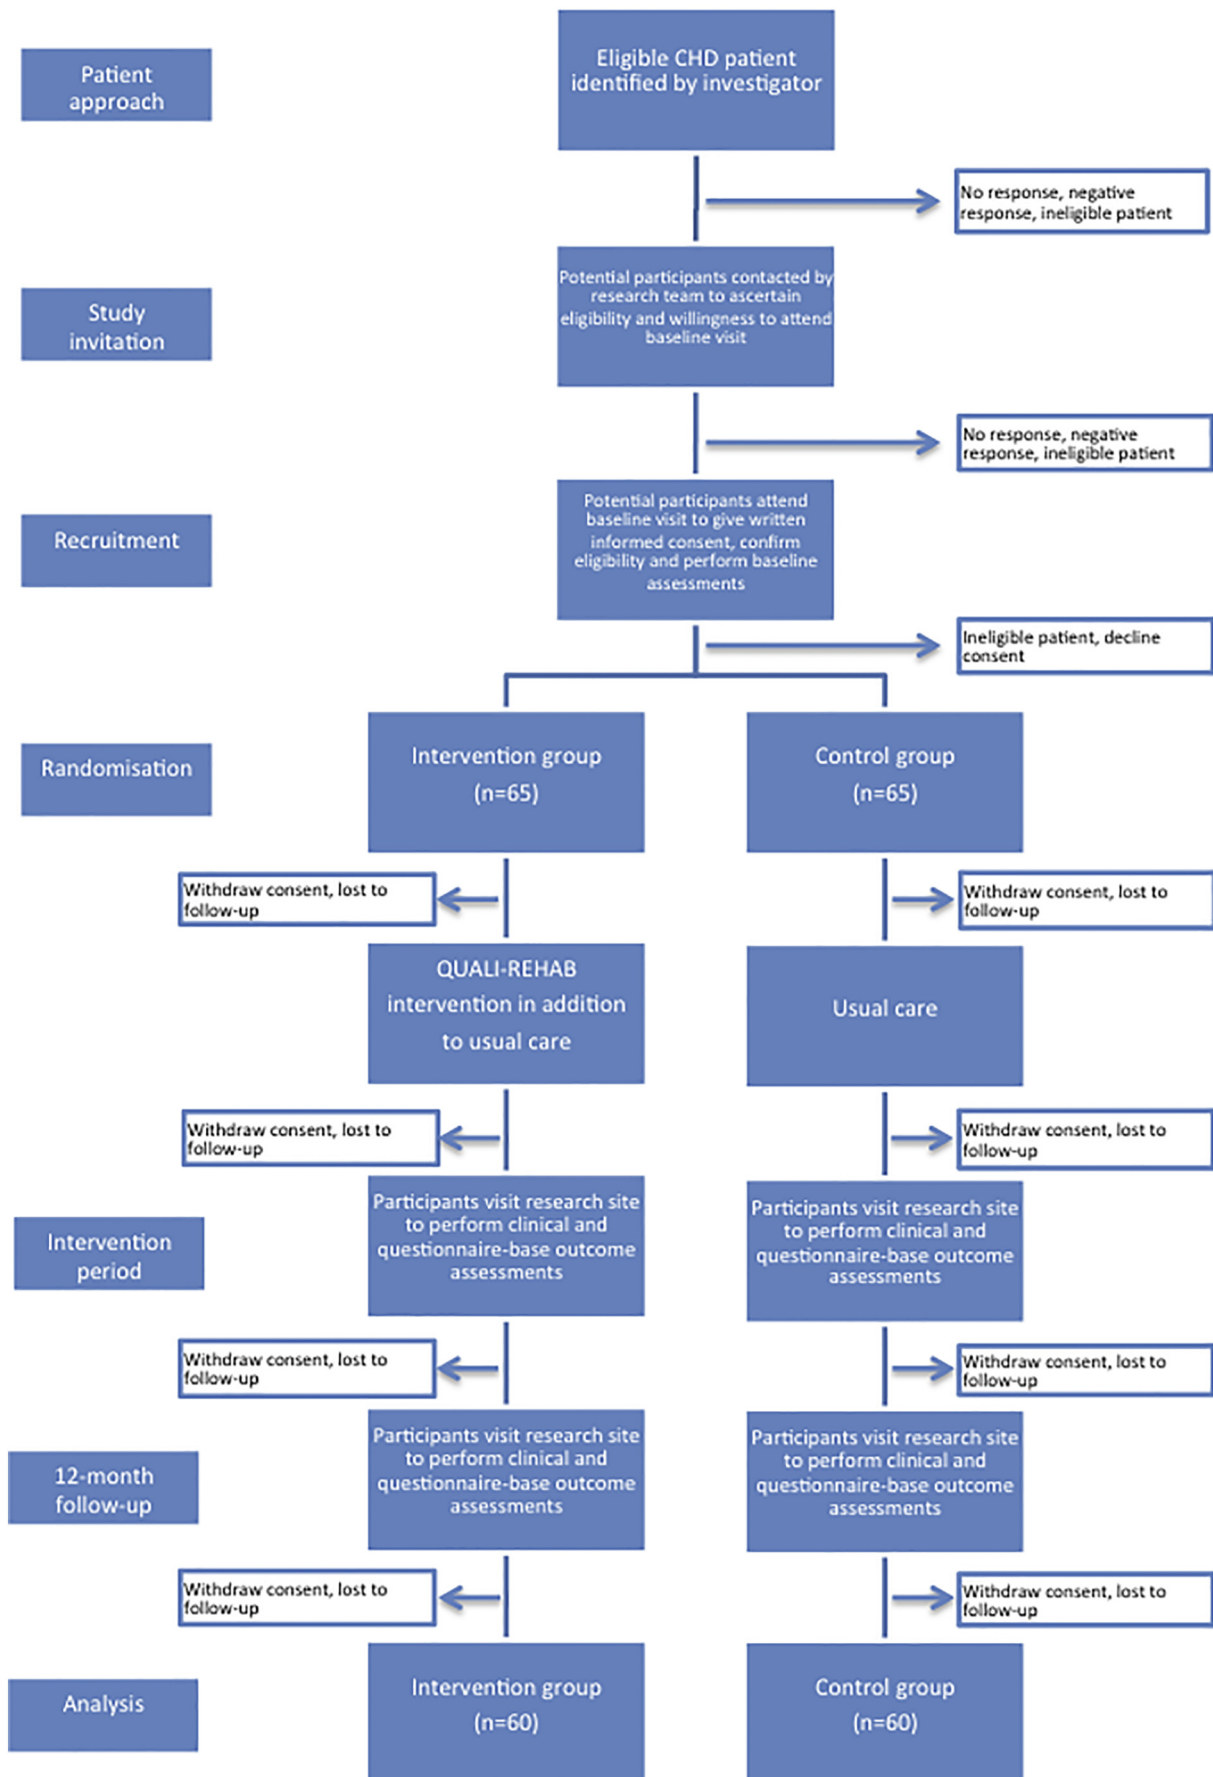 Patient
approach
Eligible CHD patient
identified by investigator
No response, negative
response, ineligible patient
Study
invitation
Potential participants contacted by
research team to ascertain
eligibility and willingness to attend
baseline visit
No response, negative
response, ineligible patient
Recruitment
Potential participants attend
baseline visit to give written
informed consent, confirm
eligibility and perform baseline
assessments
Ineligible patient, decline
consent
Randomisation
Intervention group
(n=65)
Control group
(n=65)
Withdraw consent, lost to
follow-up
Withdraw consent, lost to
follow-up
QUALI-REHAB
intervention in addition
to usual care
Usual care
Withdraw consent, lost to
follow-up
Withdraw consent, lost to
follow-up
Intervention
period
Participants visit research site
to perform clinical and
questionnaire-base outcome
assessments
Participants visit research site
to perform clinical and
questionnaire-base outcome
assessments
Withdraw consent, lost to
follow-up
Withdraw consent, lost to
follow-up
12-month
follow-up
Participants visit research site
to perform clinical and
questionnaire-base outcome
assessments
Participants visit research site
to perform clinical and
questionnaire-base outcome
assessments
Withdraw consent, lost to
follow-up
Withdraw consent, lost to
follow-up
Analysis
Intervention group
(n=60)
Control group
(n=60)